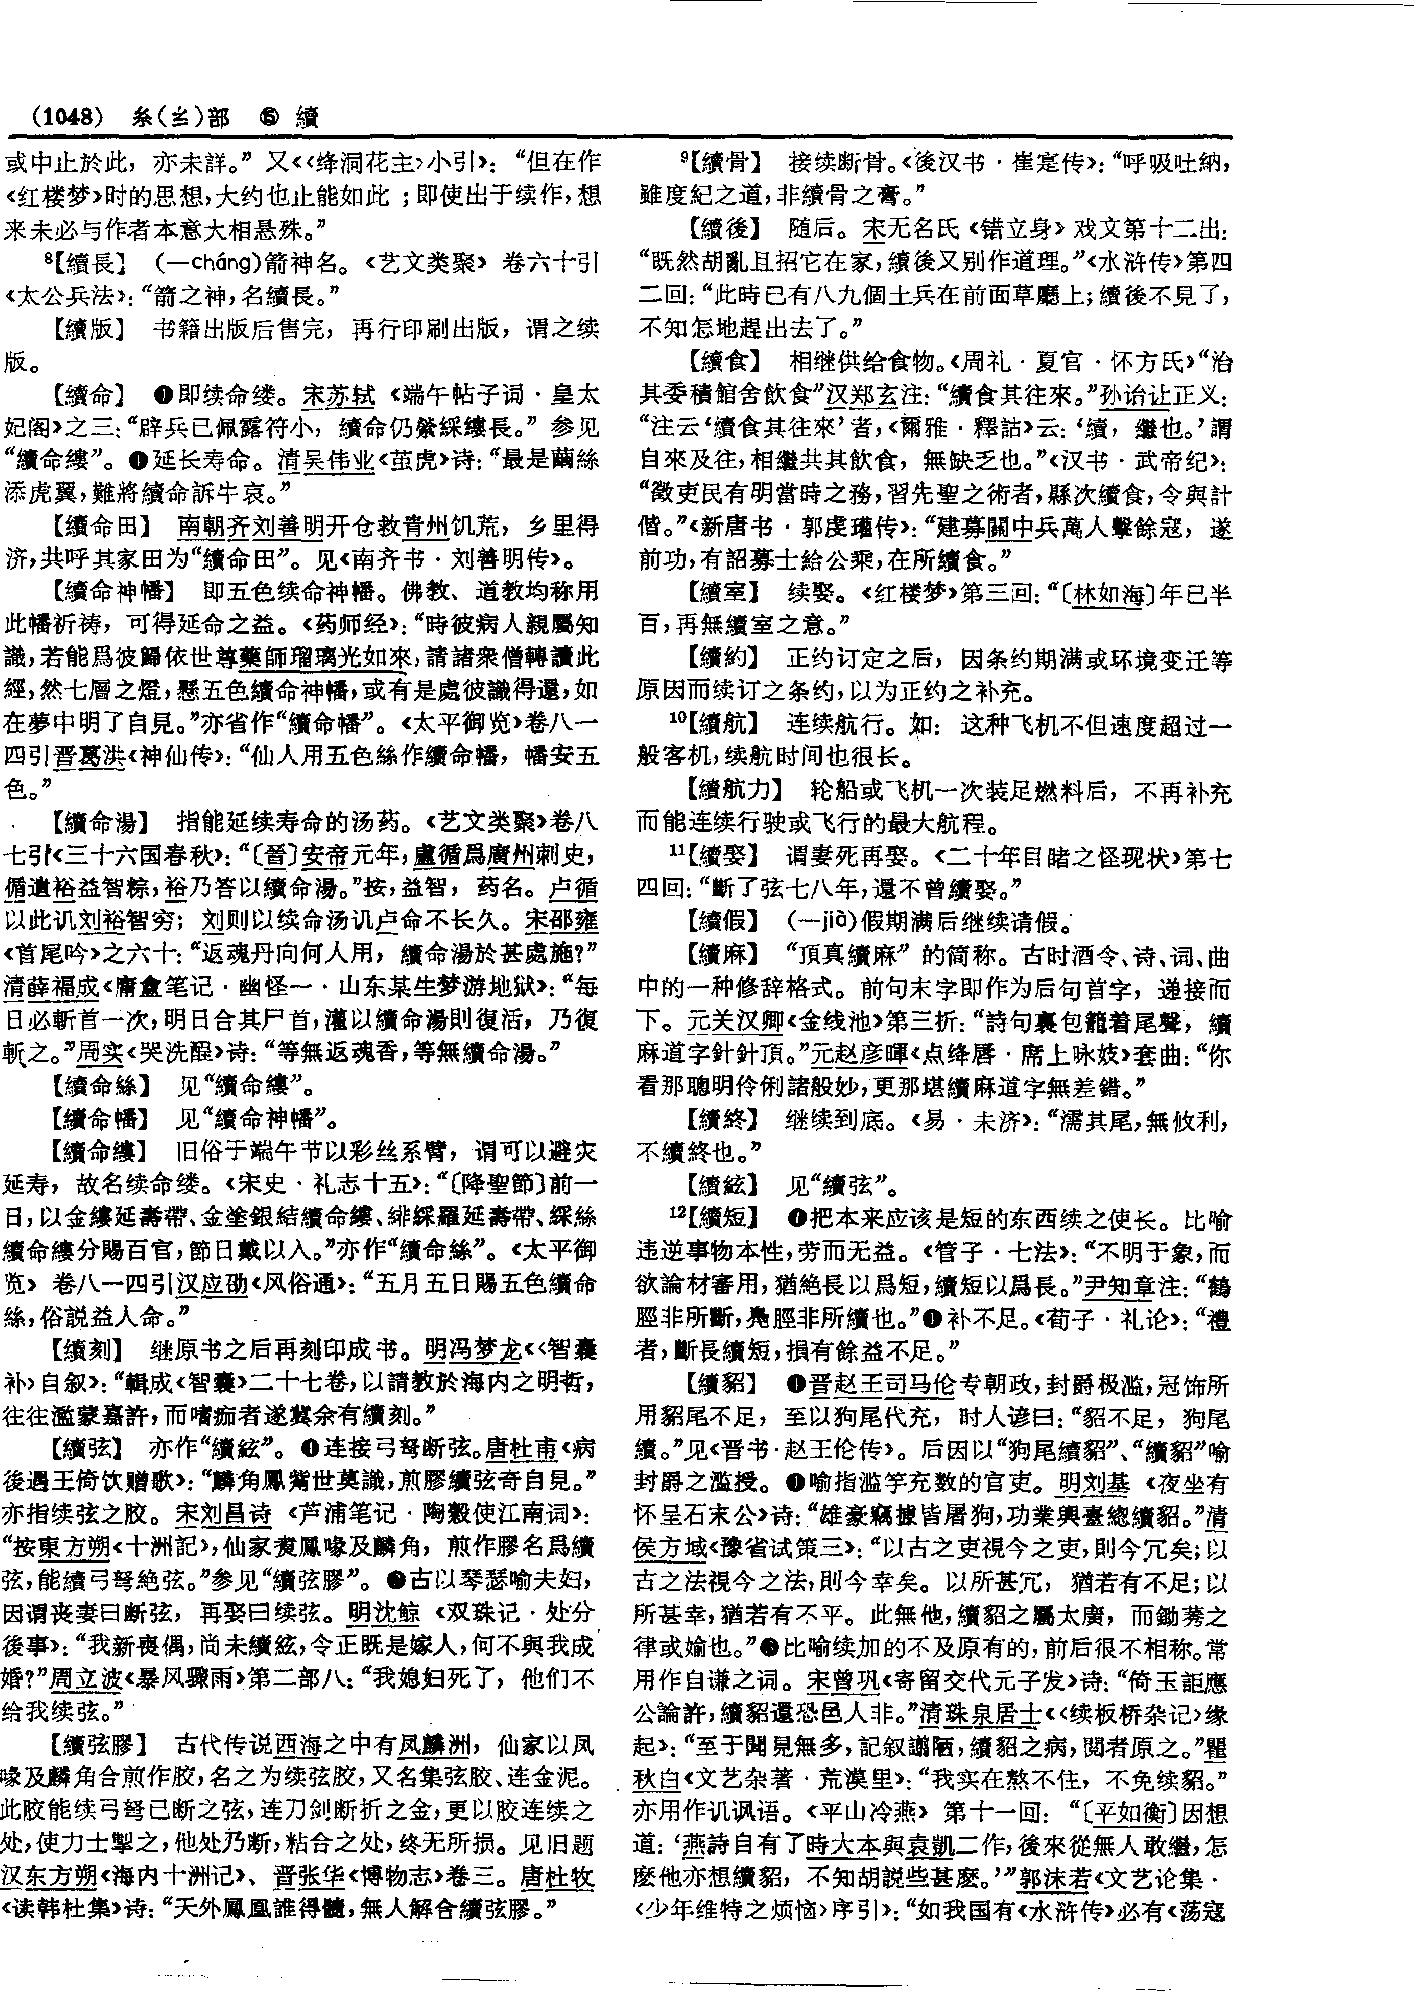 (1048) 糸(糹)部 ⑮ 續
或中止於此，亦未詳。”又《〈绛洞花主〉小引》：“但在作
《红楼梦》时的思想，大约也止能如此；即使出于续作，想
来未必与作者本意大相悬殊。”
8【續長】 (—cháng)箭神名。《艺文类聚》卷六十引
《太公兵法》：“箭之神，名續長。”
【續版】 书籍出版后售完，再行印刷出版，谓之续
版。
【續命】 ❶即续命缕。宋苏轼《端午帖子词·皇太
妃阁》之三：“辟兵已佩靈符小，續命仍縈綵縷長。”参见
“續命縷”。❷延长寿命。清吴伟业《茧虎》诗：“最是繭絲
添虎翼，難將續命訴牛哀。”
【續命田】 南朝齐刘善明开仓救青州饥荒，乡里得
济，共呼其家田为“續命田”。见《南齐书·刘善明传》。
【續命神幡】 即五色续命神幡。佛教、道教均称用
此幡祈祷，可得延命之益。《药师经》：“時彼病人親屬知
識，若能爲彼歸依世尊藥師瑠璃光如來，請諸衆僧轉讀此
經，然七層之燈，懸五色續命神幡，或有是處彼識得還，如
在夢中明了自見。”亦省作“續命幡”。《太平御览》卷八一
四引晋葛洪《神仙传》：“仙人用五色絲作續命幡，幡安五
色。”
【續命湯】 指能延续寿命的汤药。《艺文类聚》卷八
七引《三十六国春秋》：“〔晋〕安帝元年，盧循爲廣州刺史，
循遺裕益智粽，裕乃答以續命湯。”按，益智，药名。卢循
以此讥刘裕智穷；刘则以续命汤讥卢命不长久。宋邵雍
《首尾吟》之六十：“返魂丹向何人用，續命湯於甚處施？”
清薛福成《庸盦笔记·幽怪一·山东某生梦游地狱》：“每
日必斬首一次，明日合其尸首，灌以續命湯則復活，乃復
斬之。”周实《哭洗醒》诗：“等無返魂香，等無續命湯。”
【續命絲】 见“續命縷”。
【續命幡】 见“續命神幡”。
【續命縷】 旧俗于端午节以彩丝系臂，谓可以避灾
延寿，故名续命缕。《宋史·礼志十五》：“〔降聖節〕前一
日，以金縷延壽帶、金塗銀結續命縷、緋綵羅延壽帶、綵絲
續命縷分賜百官，節日戴以入。”亦作“續命絲”。《太平御
览》卷八一四引汉应劭《风俗通》：“五月五日賜五色續命
絲，俗説益人命。”
【續刻】 继原书之后再刻印成书。明冯梦龙《〈智囊
补〉自叙》：“輯成《智囊》二十七卷，以請教於海内之明哲，
往往濫蒙嘉許，而嗜痂者遂冀余有續刻。”
【續弦】 亦作“續絃”。❶连接弓弩断弦。唐杜甫《病
後遇王倚饮赠歌》：“麟角鳳觜世莫識，煎膠續弦奇自見。”
亦指续弦之胶。宋刘昌诗《芦浦笔记·陶穀使江南词》：
“按東方朔《十洲記》，仙家煑鳳喙及麟角，煎作膠名爲續
弦，能續弓弩絶弦。”参见“續弦膠”。❷古以琴瑟喻夫妇，
因谓丧妻曰断弦，再娶曰续弦。明沈鲸《双珠记·处分
後事》：“我新喪偶，尚未續絃，令正既是嫁人，何不與我成
婚？”周立波《暴风骤雨》第二部八：“我媳妇死了，他们不
给我续弦。”
【續弦膠】 古代传说西海之中有凤麟洲，仙家以凤
喙及麟角合煎作胶，名之为续弦胶，又名集弦胶、连金泥。
此胶能续弓弩已断之弦，连刀剑断折之金，更以胶连续之
处，使力士掣之，他处乃断，粘合之处，终无所损。见旧题
汉东方朔《海内十洲记》、晋张华《博物志》卷三。唐杜牧
《读韩杜集》诗：“天外鳳凰誰得髓，無人解合續弦膠。”
9【續骨】 接续断骨。《後汉书·崔寔传》：“呼吸吐納，
雖度紀之道，非續骨之膏。”
【續後】 随后。宋无名氏《错立身》戏文第十二出：
“既然胡亂且招它在家，續後又别作道理。”《水浒传》第四
二回：“此時已有八九個土兵在前面草廳上；續後不見了，
不知怎地趕出去了。”
【續食】 相继供给食物。《周礼·夏官·怀方氏》“治
其委積館舍飲食”汉郑玄注：“續食其往來。”孙诒让正义：
“注云‘續食其往來’者，《爾雅·釋詁》云：‘續，繼也。’謂
自來及往，相繼共其飲食，無缺乏也。”《汉书·武帝纪》：
“徵吏民有明當時之務，習先聖之術者，縣次續食，令與計
偕。”《新唐书·郭虔瓘传》：“建募關中兵萬人擊餘寇，遂
前功，有詔募士給公乘，在所續食。”
【續室】 续娶。《红楼梦》第三回：“〔林如海〕年已半
百，再無續室之意。”
【續約】 正约订定之后，因条约期满或环境变迁等
原因而续订之条约，以为正约之补充。
10【續航】 连续航行。如：这种飞机不但速度超过一
般客机，续航时间也很长。
【續航力】 轮船或飞机一次装足燃料后，不再补充
而能连续行驶或飞行的最大航程。
11【續娶】 谓妻死再娶。《二十年目睹之怪现状》第七
四回：“斷了弦七八年，還不曾續娶。”
【續假】 (—jiò)假期满后继续请假。
【續麻】 “頂真續麻”的简称。古时酒令、诗、词、曲
中的一种修辞格式。前句末字即作为后句首字，递接而
下。元关汉卿《金线池》第三折：“詩句裏包籠着尾聲，續
麻道字針針頂。”元赵彦暉《点绛唇·席上咏妓》套曲：“你
看那聰明伶俐諸般妙，更那堪續麻道字無差錯。”
【續終】 继续到底。《易·未济》：“濡其尾，無攸利，
不續終也。”
【續絃】 见“續弦”。
12【續短】 ❶把本来应该是短的东西续之使长。比喻
违逆事物本性，劳而无益。《管子·七法》：“不明于象，而
欲論材審用，猶絶長以爲短，續短以爲長。”尹知章注：“鶴
脛非所斷，鳧脛非所續也。”❷补不足。《荀子·礼论》：“禮
者，斷長續短，損有餘益不足。”
【續貂】 ❶晋赵王司马伦专朝政，封爵极滥，冠饰所
用貂尾不足，至以狗尾代充，时人谚曰：“貂不足，狗尾
續。”见《晋书·赵王伦传》。后因以“狗尾續貂”、“續貂”喻
封爵之滥授。❷喻指滥竽充数的官吏。明刘基《夜坐有
怀呈石末公》诗：“雄豪竊據皆屠狗，功業輿臺總續貂。”清
侯方域《豫省试策三》：“以古之吏視今之吏，則今冗矣；以
古之法視今之法，則今幸矣。以所甚冗，猶若有不足；以
所甚幸，猶若有不平。此無他，續貂之屬太廣，而鋤莠之
律或媮也。”❸比喻续加的不及原有的，前后很不相称。常
用作自谦之词。宋曾巩《寄留交代元子发》诗：“倚玉詎應
公論許，續貂還恐邑人非。”清珠泉居士《〈续板桥杂记〉缘
起》：“至于聞見無多，記叙謭陋，續貂之病，閲者原之。”瞿
秋白《文艺杂著·荒漠里》：“我实在熬不住，不免续貂。”
亦用作讥讽语。《平山冷燕》第十一回：“〔平如衡〕因想
道：‘燕詩自有了時大本與袁凱二作，後來從無人敢繼，怎
麽他亦想續貂，不知胡説些甚麽。’”郭沫若《文艺论集·
〈少年维特之烦恼〉序引》：“如我国有《水浒传》必有《荡寇